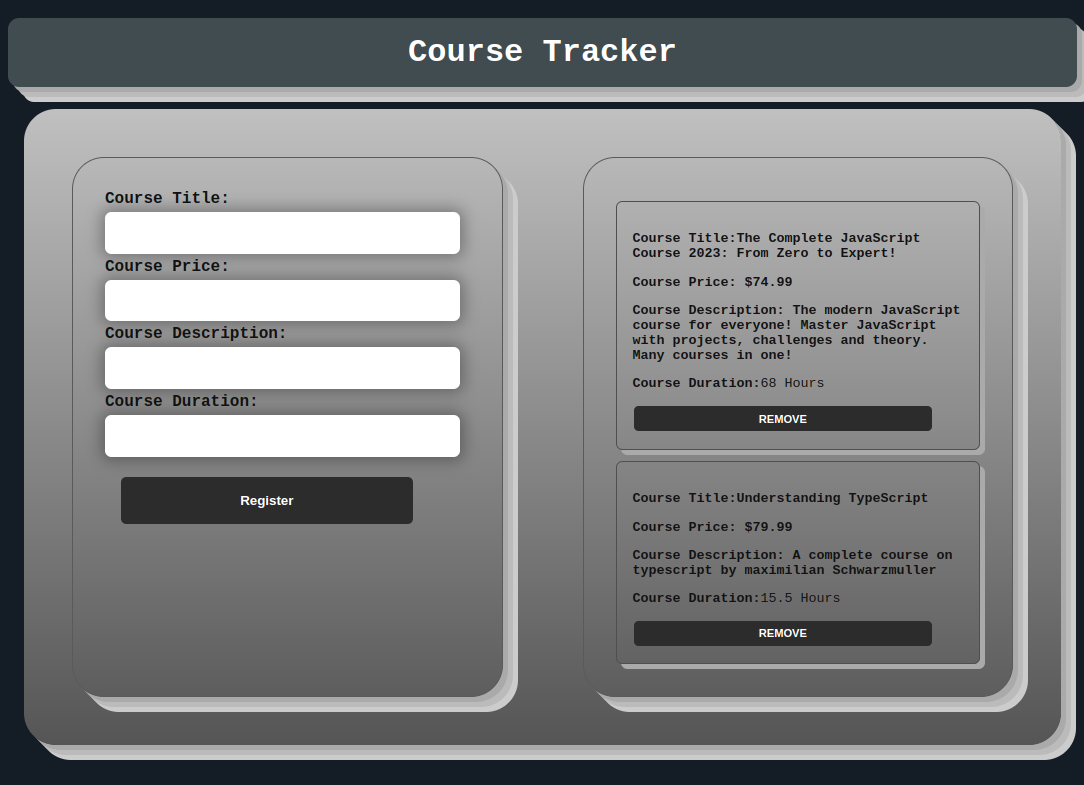 Course Tracker
Course Title:
Course Price:
Course Description:
Course Duration:
Register
Course Title:The Complete JavaScript
Course 2023: From Zero to Expert!
Course Price: $74.99
Course Description: The modern JavaScript
course for everyone! Master JavaScript
with projects, challenges and theory.
Many courses in one!
Course Duration:68 Hours
REMOVE
Course Title:Understanding TypeScript
Course Price: $79.99
Course Description: A complete course on
typescript by maximilian Schwarzmuller
Course Duration:15.5 Hours
REMOVE